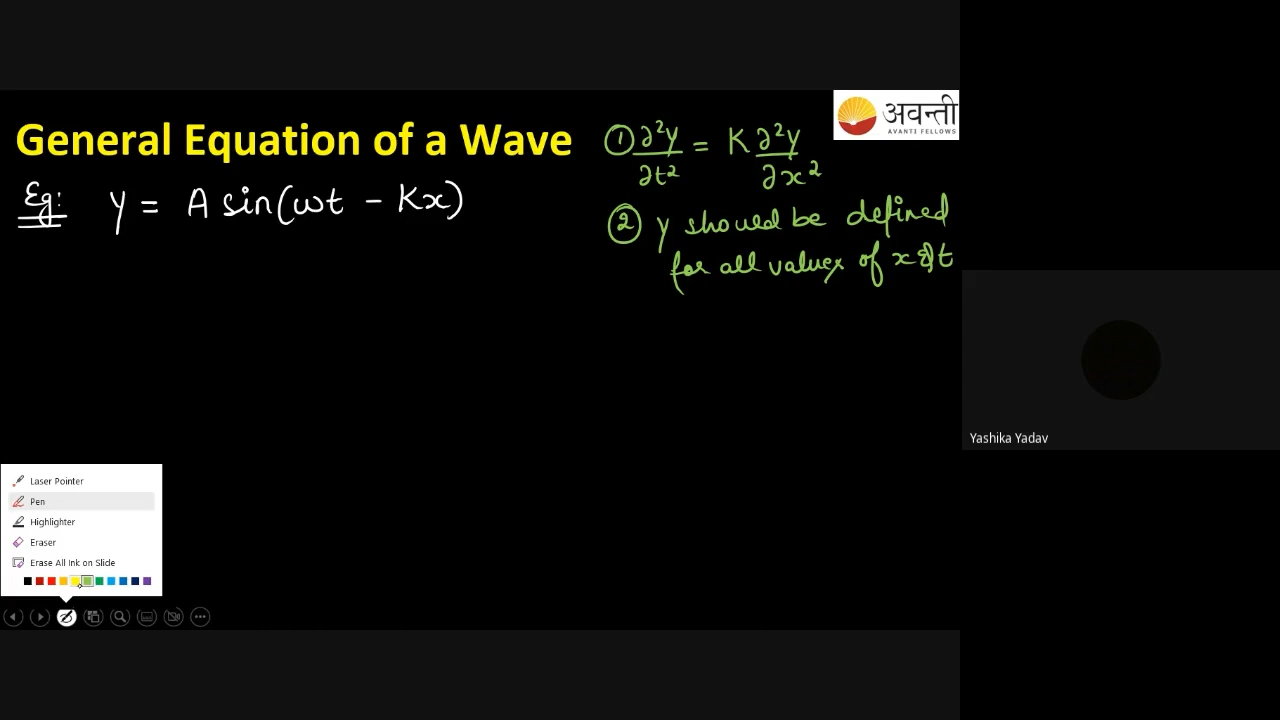 General Equation of a Wave
Eg: y = A sin(ωt - Kx)
① ∂²y/∂t² = K ∂²y/∂x²
② y should be defined
for all values of x & t
अवन्ती
AVANTI FELLOWS
Yashika Yadav
Laser Pointer
Pen
Highlighter
Eraser
Erase All Ink on Slide